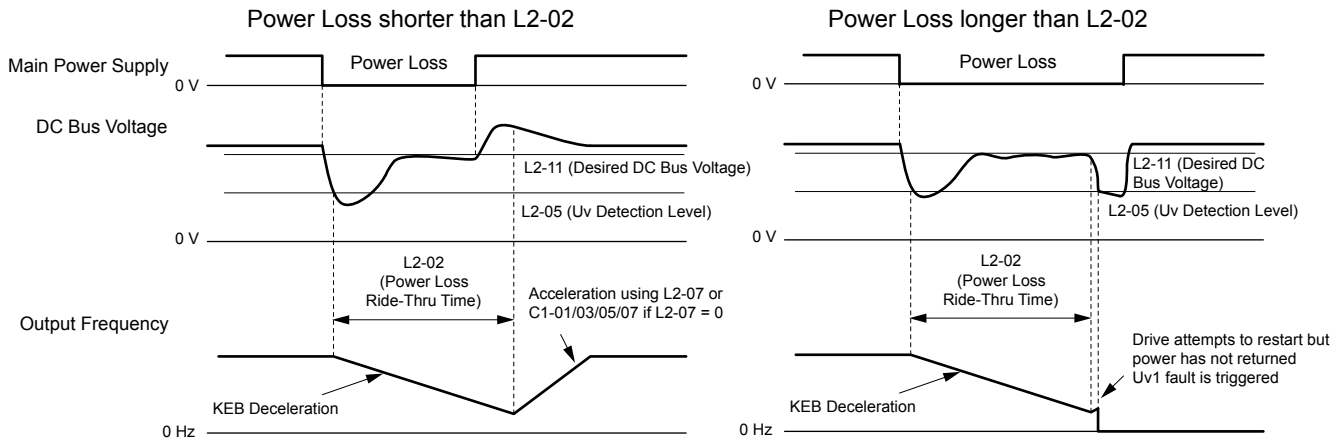 Power Loss shorter than L2-02
Main Power Supply
Power Loss
0 V
DC Bus Voltage
L2-11 (Desired DC Bus Voltage)
L2-05 (Uv Detection Level)
0 V
L2-02
(Power Loss
Ride-Thru Time)
Acceleration using L2-07 or
C1-01/03/05/07 if L2-07 = 0
Output Frequency
KEB Deceleration
0 Hz
Power Loss longer than L2-02
Power Loss
0 V
L2-11 (Desired DC
Bus Voltage)
L2-05 (Uv Detection Level)
0 V
L2-02
(Power Loss
Ride-Thru Time)
Drive attempts to restart but
power has not returned
Uv1 fault is triggered
KEB Deceleration
0 Hz